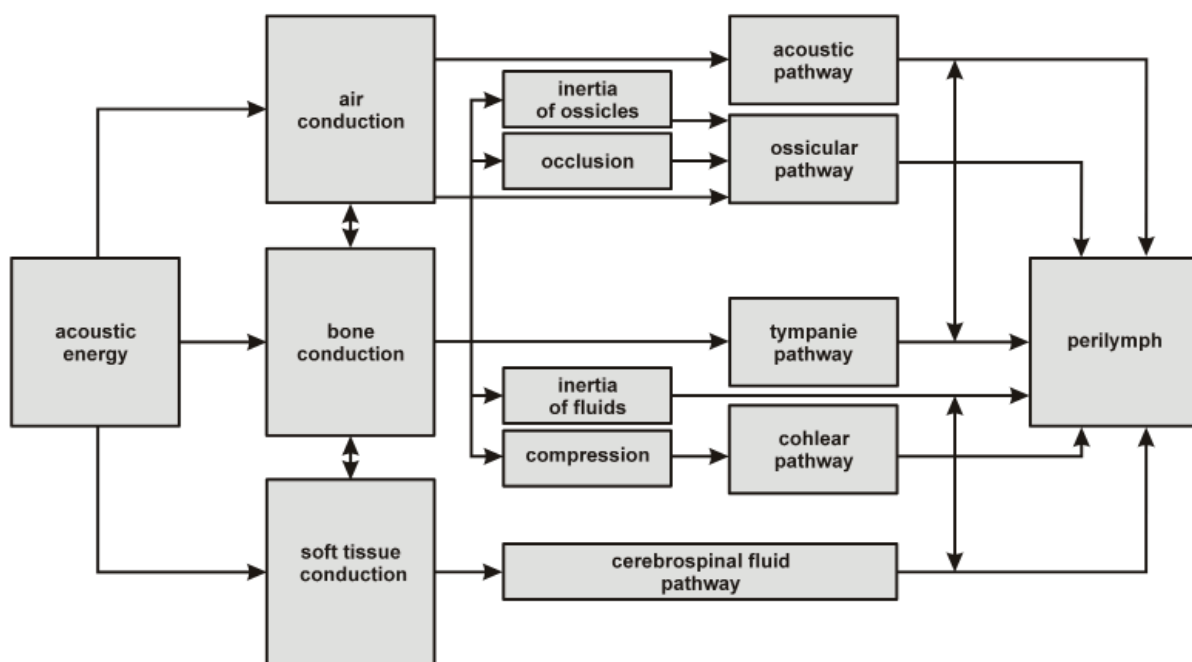 acoustic
energy
air
conduction
bone
conduction
soft tissue
conduction
inertia
of ossicles
occlusion
inertia
of fluids
compression
acoustic
pathway
ossicular
pathway
tympanie
pathway
cohlear
pathway
cerebrospinal fluid
pathway
perilymph